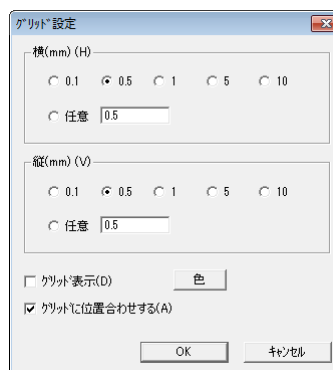 グリッド設定
横(mm) (H)
0.1 0.5 1 5 10
任意 0.5
縦(mm) (V)
0.1 0.5 1 5 10
任意 0.5
グリッド表示(D) 色
グリッドに位置合わせする(A)
OK キャンセル